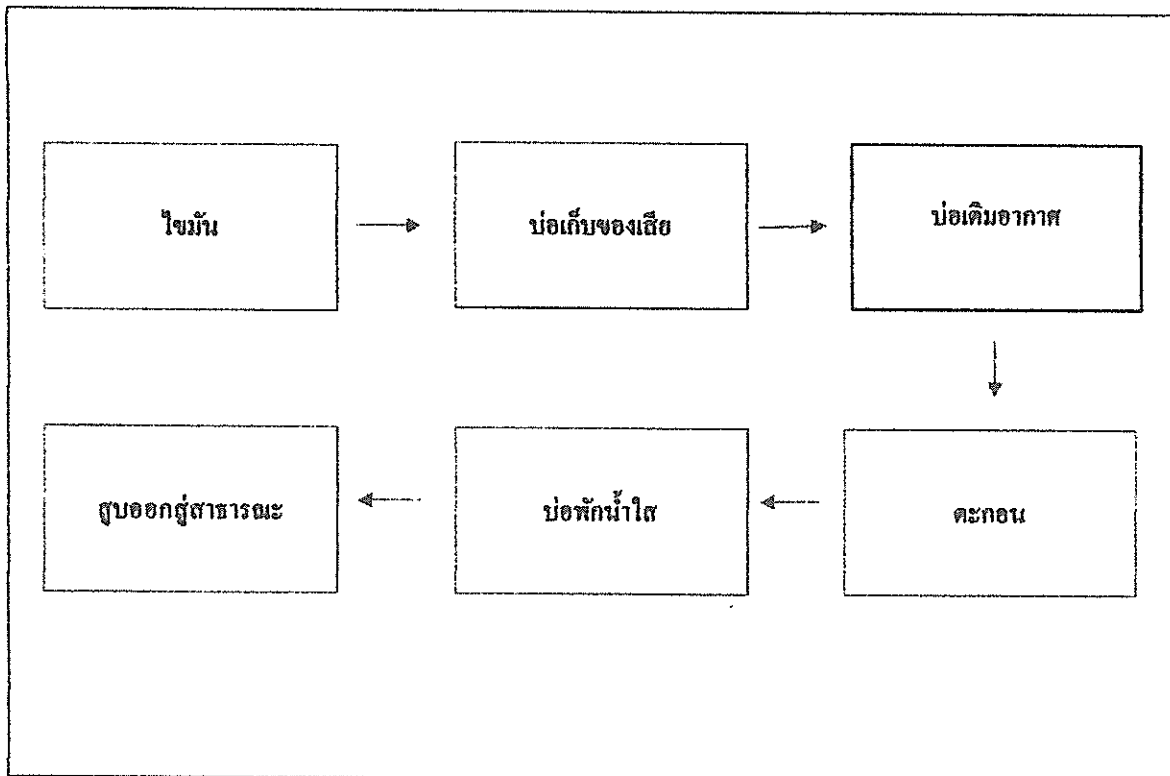 ไขมัน
บ่อเก็บของเสีย
บ่อเติมอากาศ
ตะกอน
บ่อพักน้ำใส
สูบออกสู่สาธารณะ